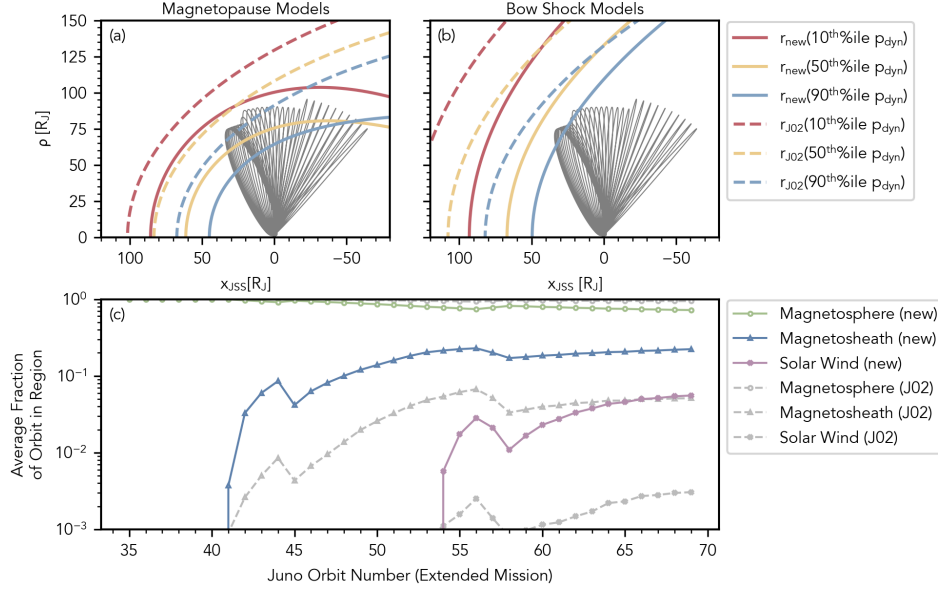 Magnetopause Models
Bow Shock Models
(a)
150
125
100
75
50
25
0
ρ [RJ]
100
50
0
−50
xJSS[RJ]
(b)
100
50
0
−50
xJSS [RJ]
rnew(10th%ile pdyn)
rnew(50th%ile pdyn)
rnew(90th%ile pdyn)
rJ02(10th%ile pdyn)
rJ02(50th%ile pdyn)
rJ02(90th%ile pdyn)
(c)
10^0
10^−1
10^−2
10^−3
Average Fraction
of Orbit in Region
35
40
45
50
55
60
65
70
Juno Orbit Number (Extended Mission)
Magnetosphere (new)
Magnetosheath (new)
Solar Wind (new)
Magnetosphere (J02)
Magnetosheath (J02)
Solar Wind (J02)